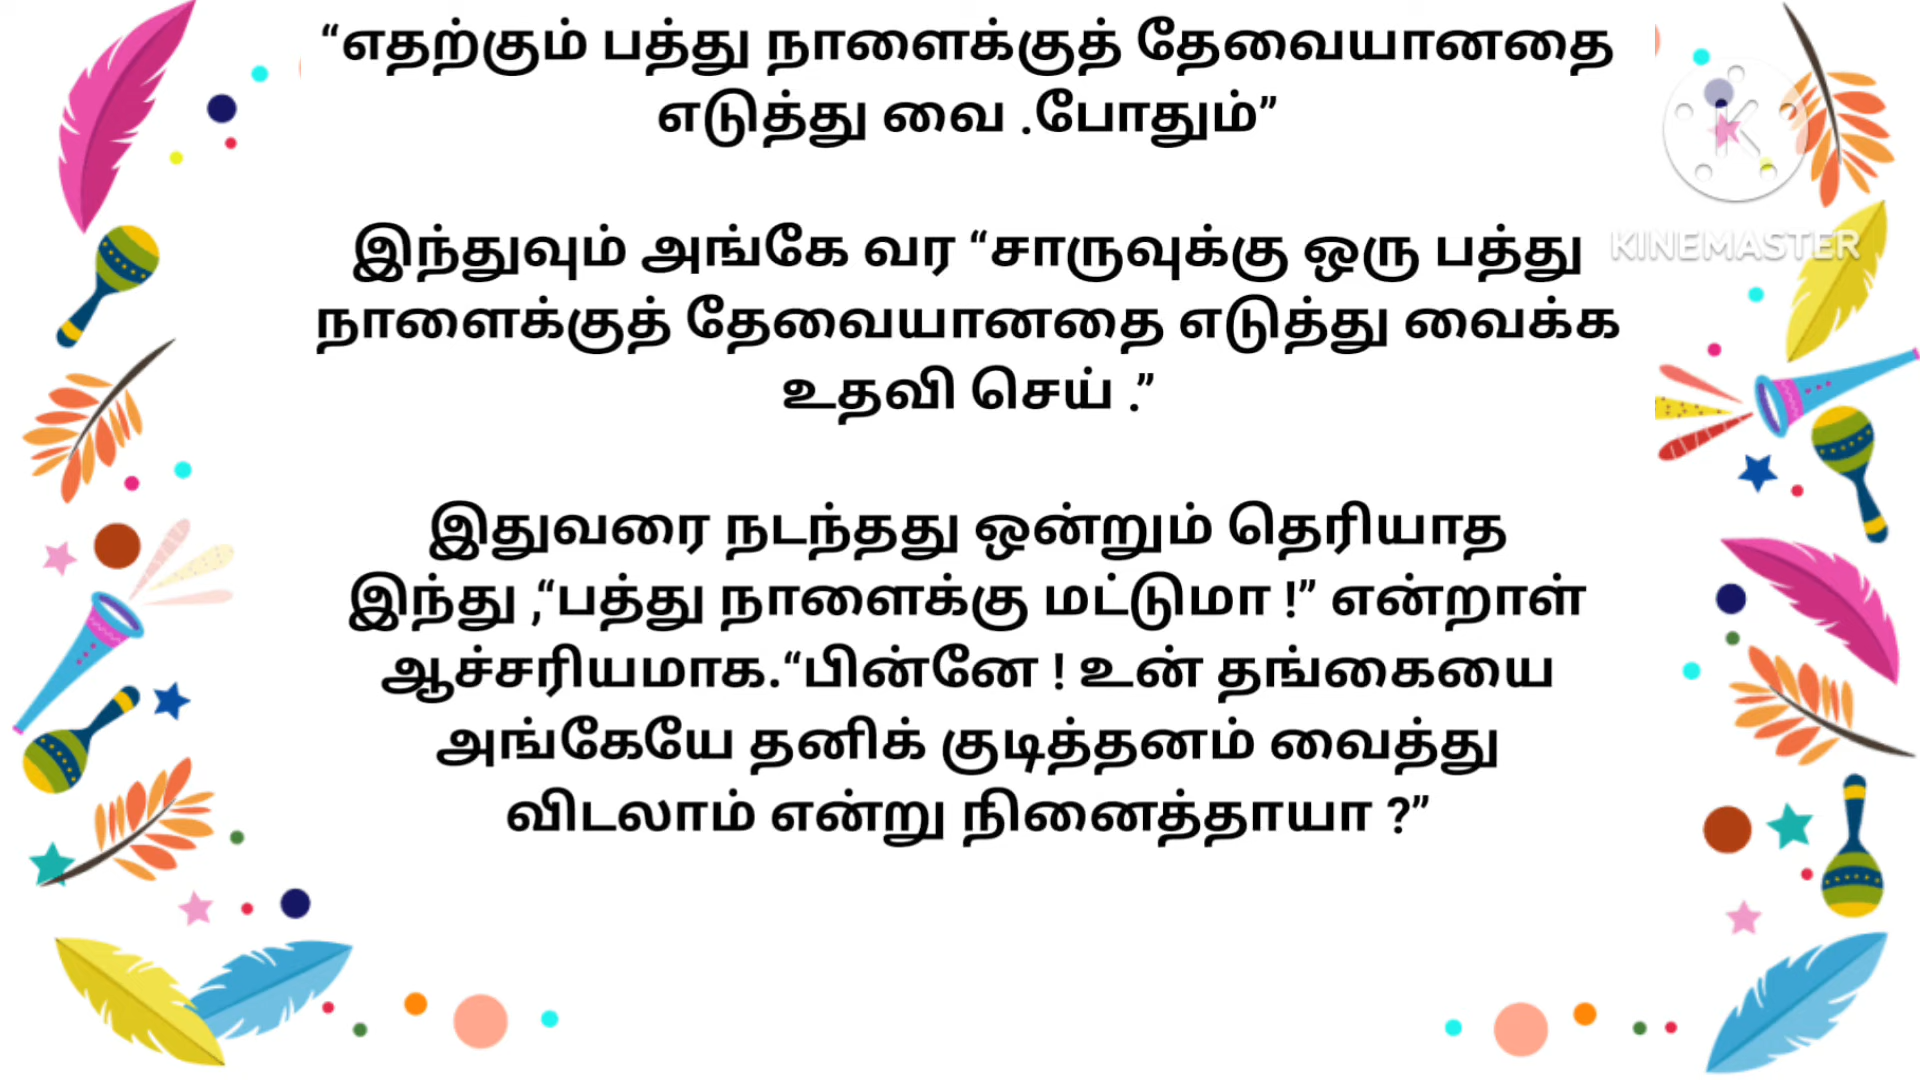 “எதற்கும் பத்து நாளைக்குத் தேவையானதை
எடுத்து வை .போதும்”
இந்துவும் அங்கே வர “சாருவுக்கு ஒரு பத்து
நாளைக்குத் தேவையானதை எடுத்து வைக்க
உதவி செய் .”
இதுவரை நடந்தது ஒன்றும் தெரியாத
இந்து ,“பத்து நாளைக்கு மட்டுமா !” என்றாள்
ஆச்சரியமாக.“பின்னே ! உன் தங்கையை
அங்கேயே தனிக் குடித்தனம் வைத்து
விடலாம் என்று நினைத்தாயா ?”
K
KINEMASTER